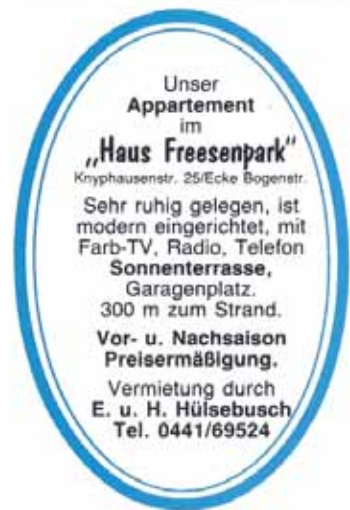 Unser
Appartement
im
„Haus Freesenpark"
Knyphausenstr. 25/Ecke Bogenstr.
Sehr ruhig gelegen, ist
modern eingerichtet, mit
Farb-TV, Radio, Telefon
Sonnenterrasse,
Garagenplatz.
300 m zum Strand.
Vor- u. Nachsaison
Preisermäßigung.
Vermietung durch
E. u. H. Hülsebusch
Tel. 0441/69524